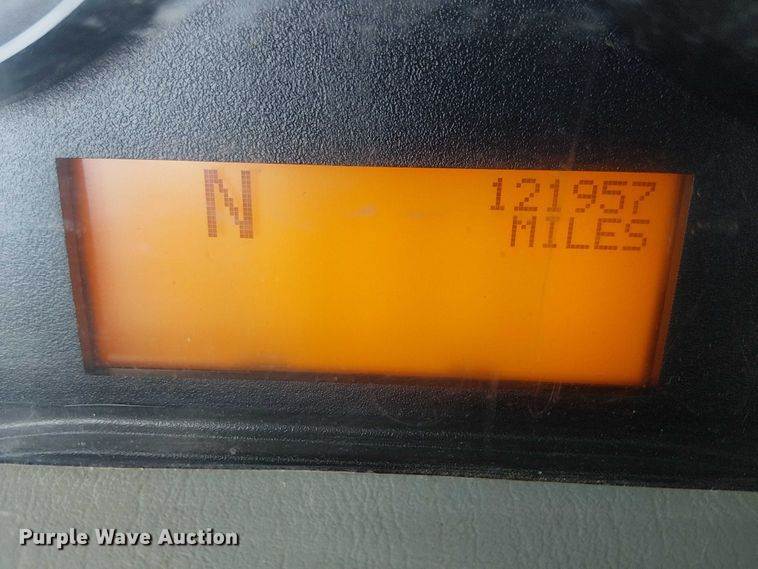 N
121957
MILES
Purple Wave Auction